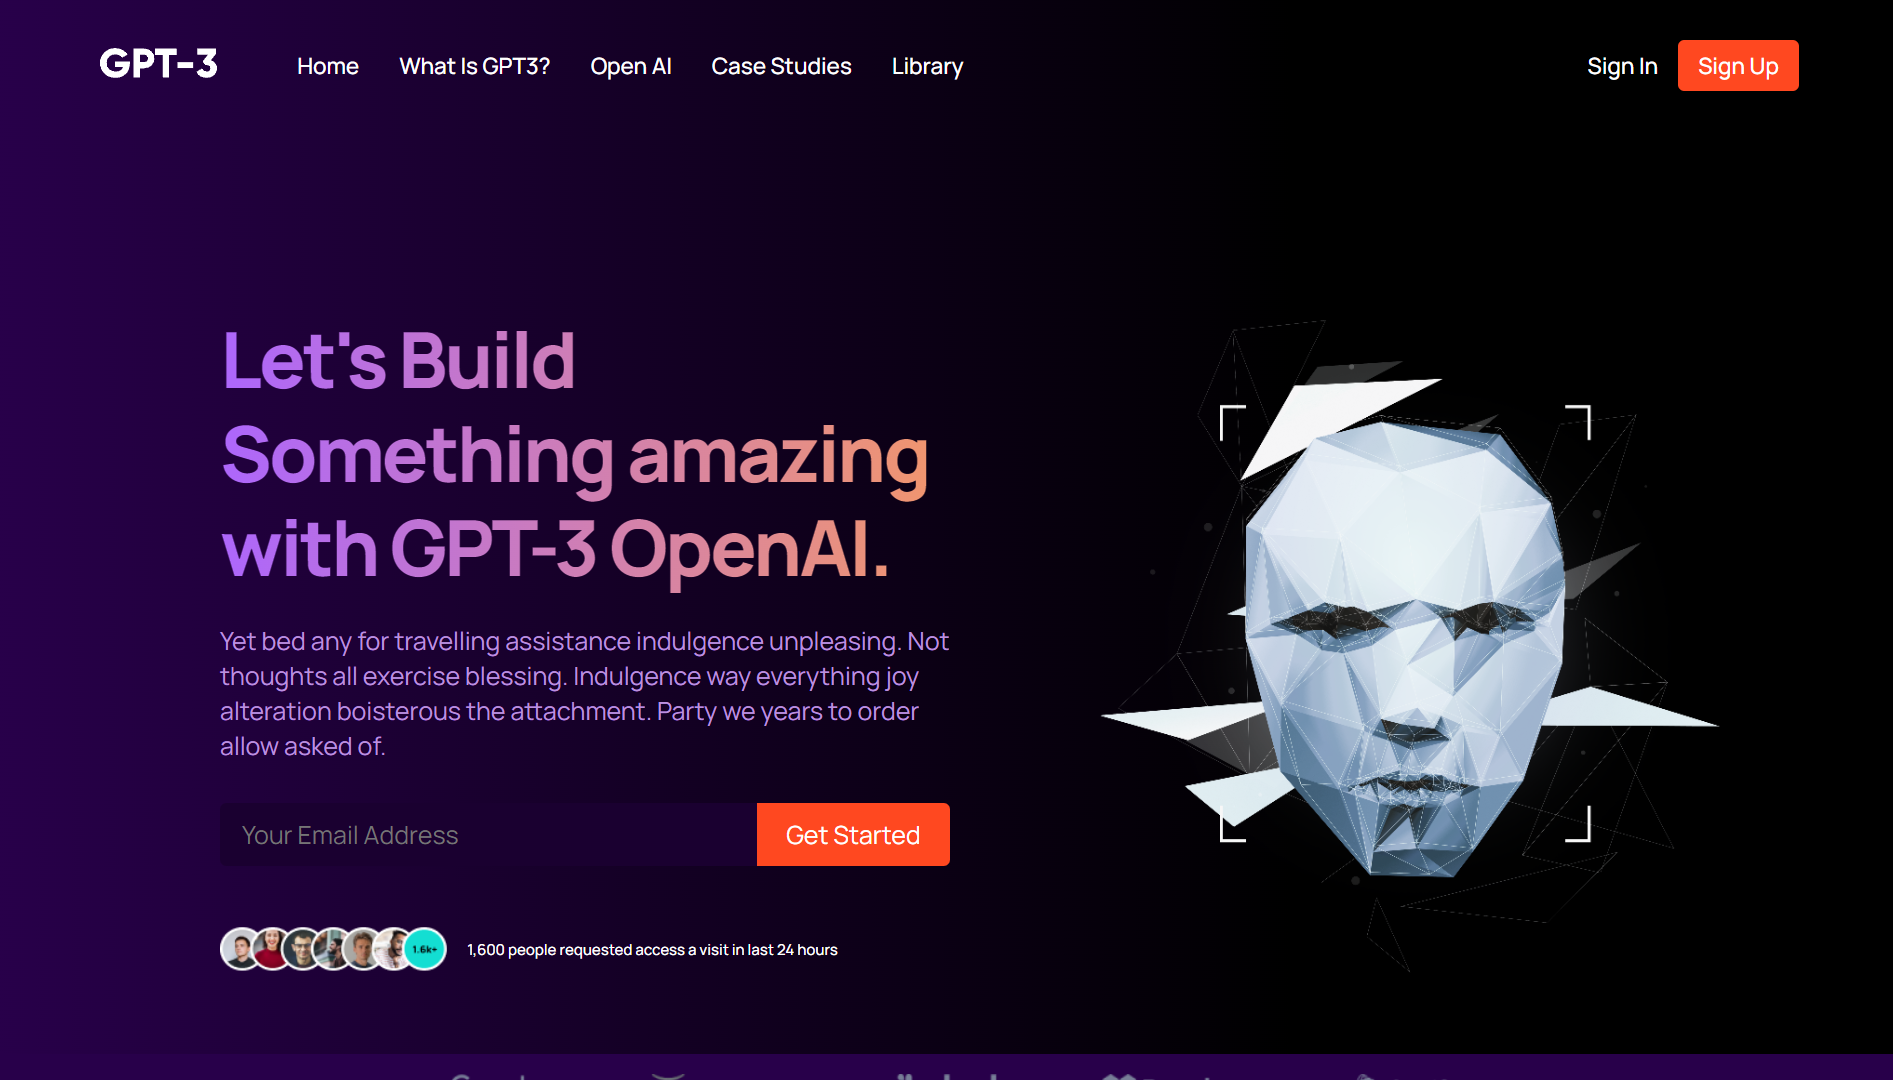 GPT-3
Home
What Is GPT3?
Open AI
Case Studies
Library
Sign In
Sign Up
Let's Build
Something amazing
with GPT-3 OpenAI.
Yet bed any for travelling assistance indulgence unpleasing. Not
thoughts all exercise blessing. Indulgence way everything joy
alteration boisterous the attachment. Party we years to order
allow asked of.
Your Email Address
Get Started
1.6k+
1,600 people requested access a visit in last 24 hours